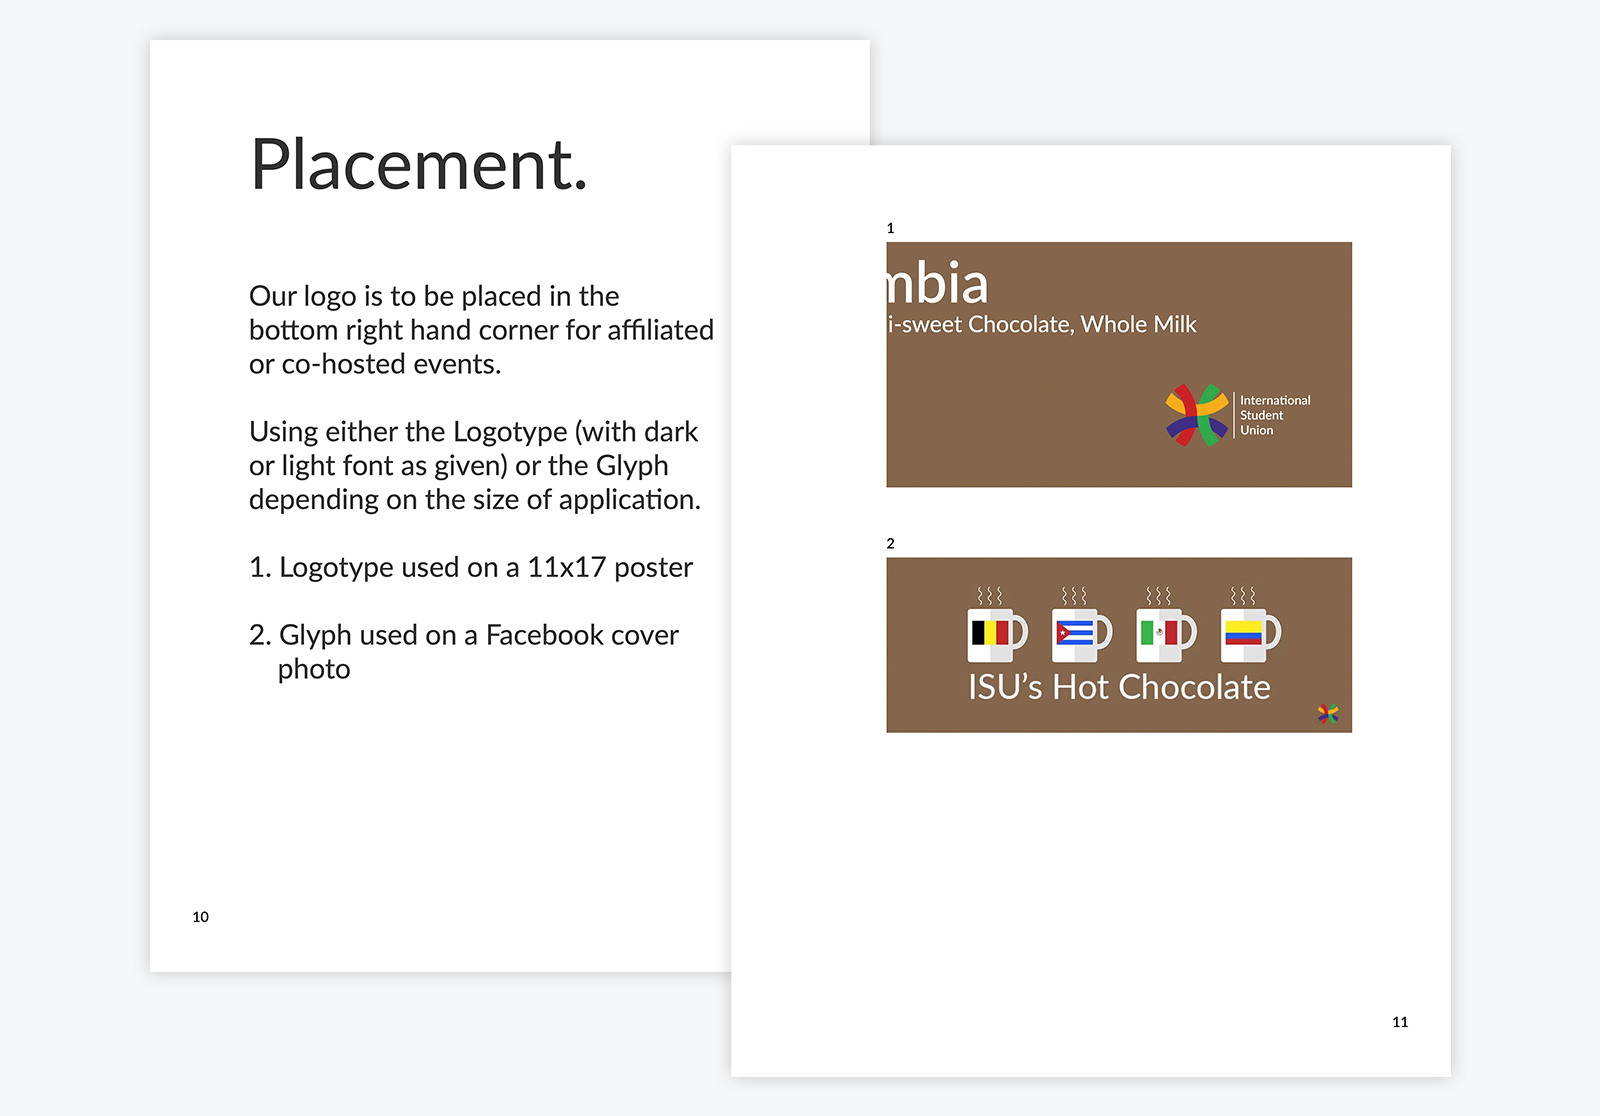 Placement.
Our logo is to be placed in the
bottom right hand corner for affiliated
or co-hosted events.
Using either the Logotype (with dark
or light font as given) or the Glyph
depending on the size of application.
1. Logotype used on a 11x17 poster
2. Glyph used on a Facebook cover
photo
10
1
mbia
i-sweet Chocolate, Whole Milk
International
Student
Union
2
ISU’s Hot Chocolate
11